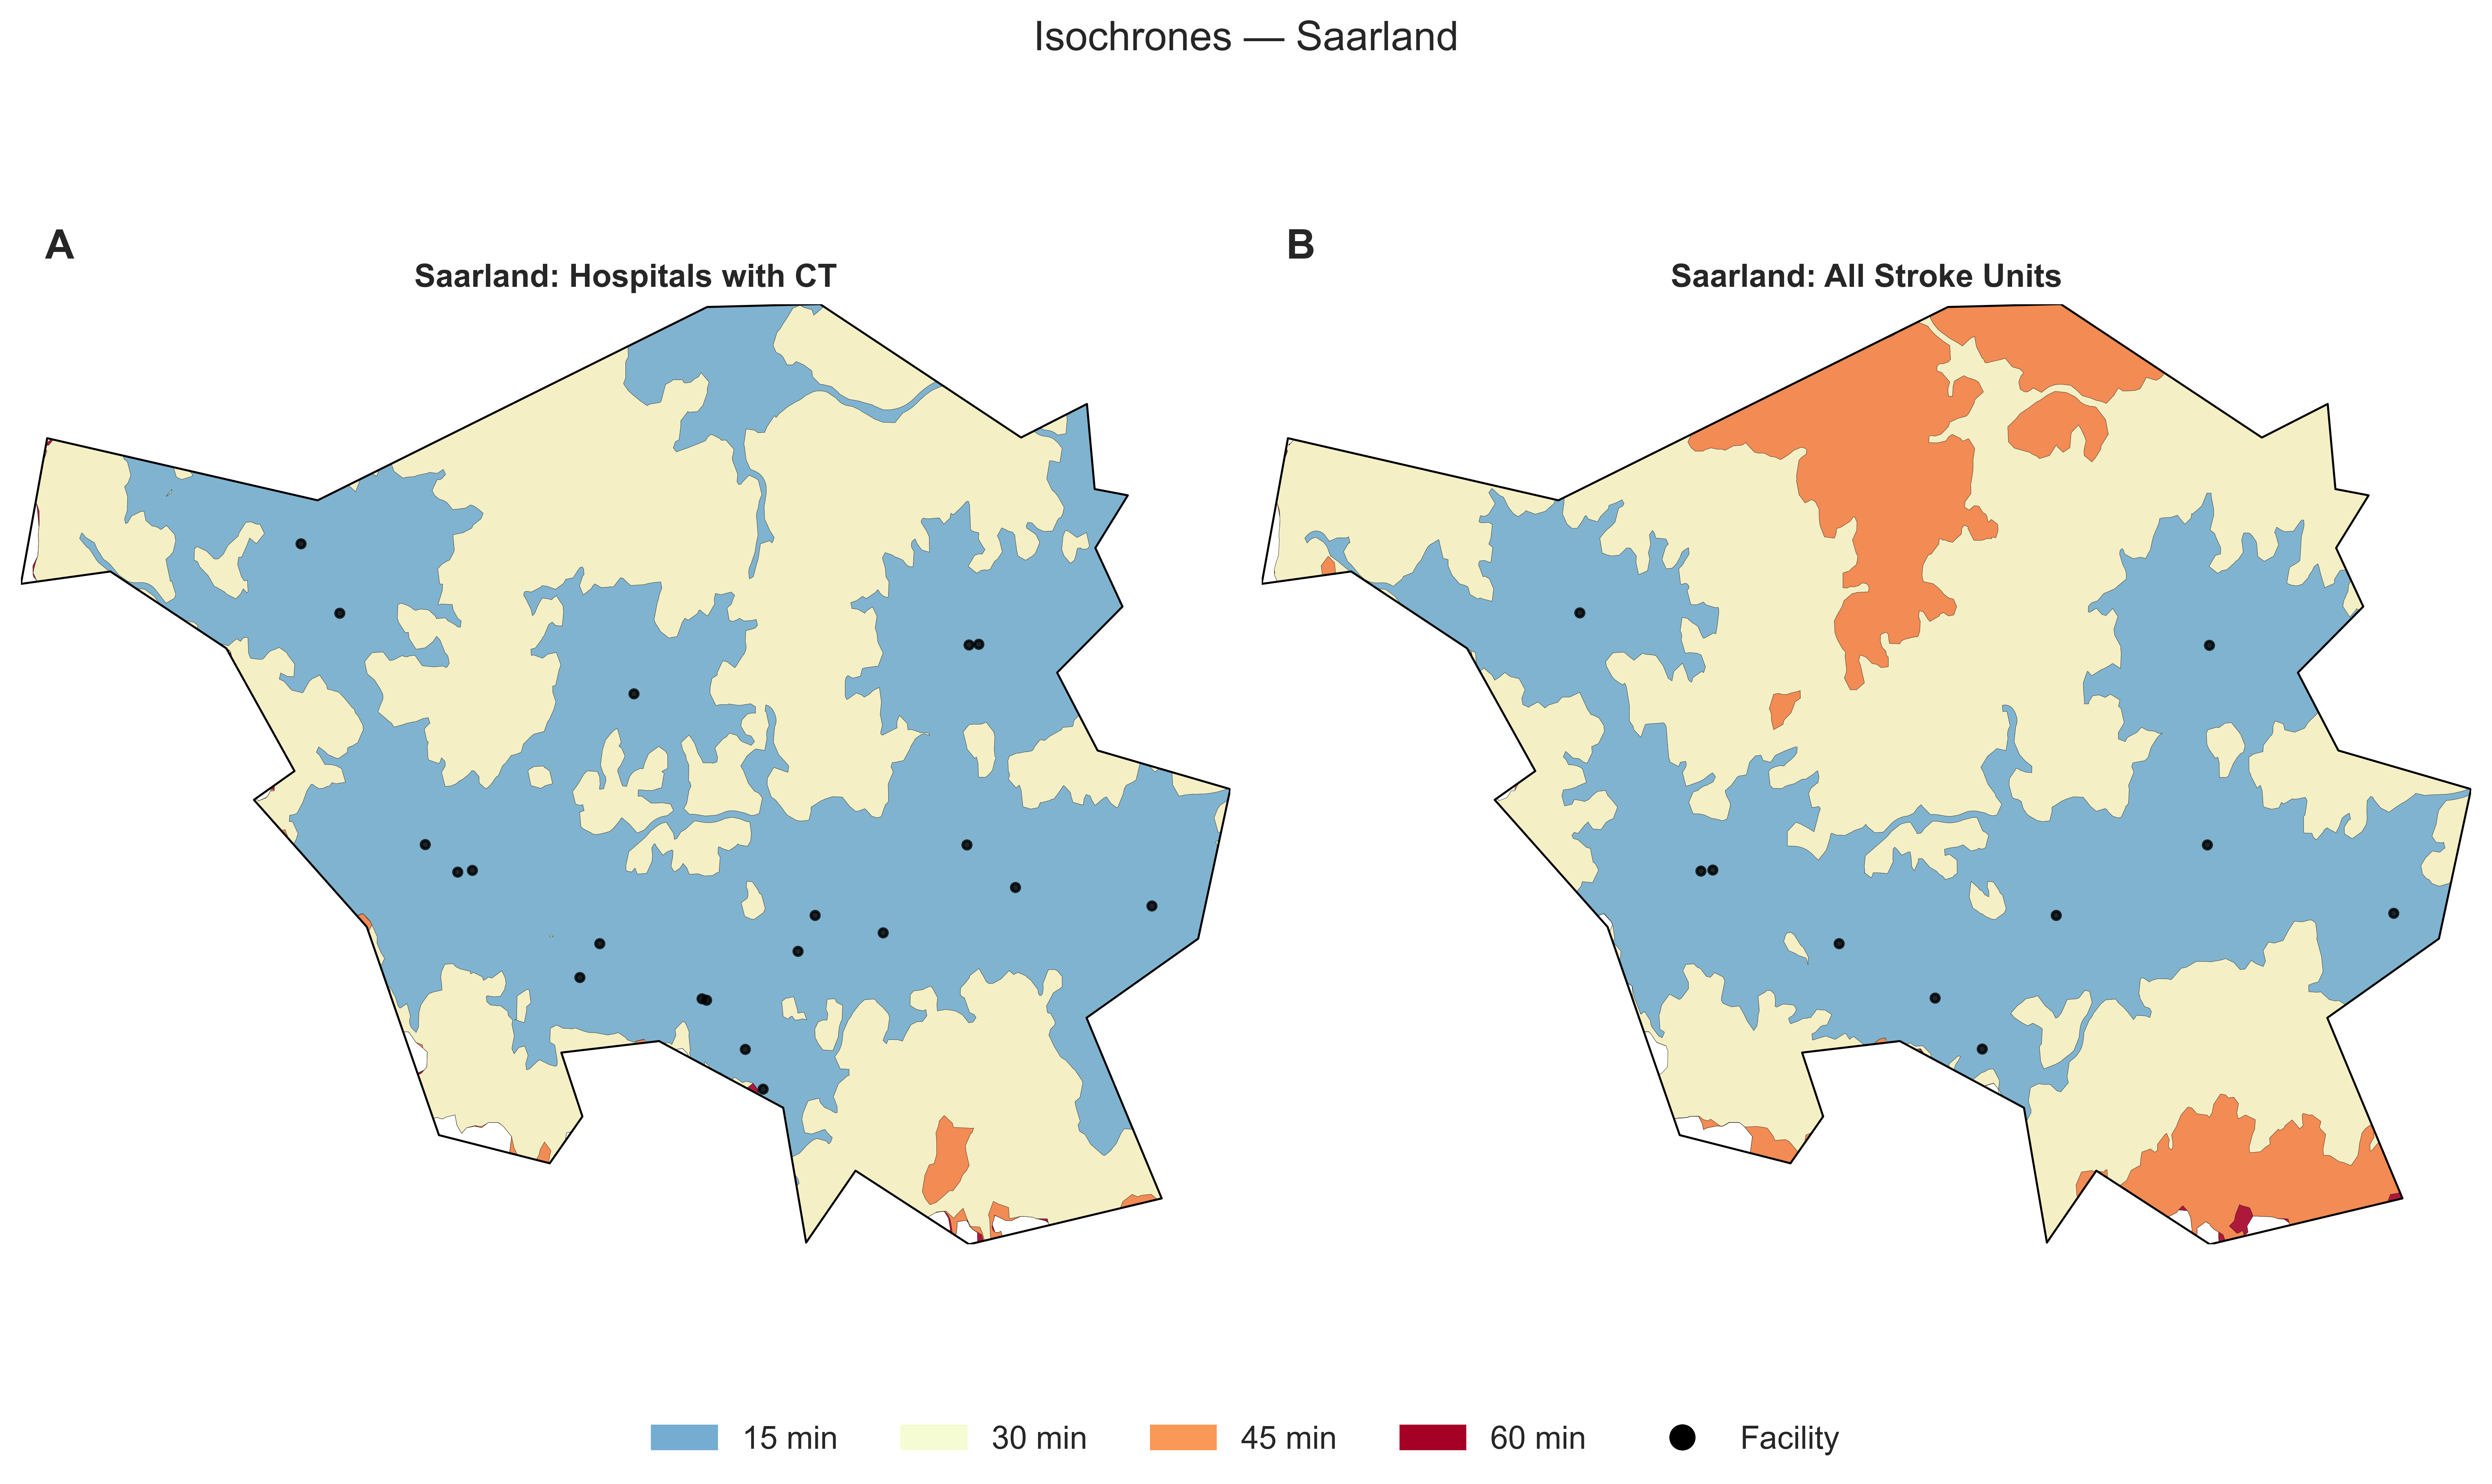 Isochrones — Saarland
A
Saarland: Hospitals with CT
B
Saarland: All Stroke Units
15 min
30 min
45 min
60 min
Facility